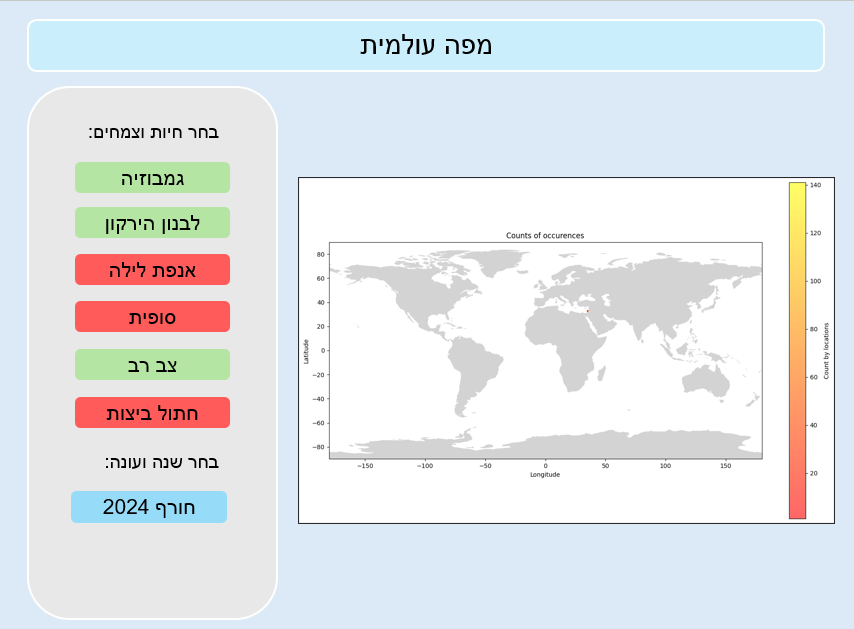 מפה עולמית
בחר חיות וצמחים:
גמבוזיה
לבנון הירקון
אנפת לילה
סופית
צב רב
חתול ביצות
בחר שנה ועונה:
חורף 2024
Counts of occurences
80
60
40
20
0
−20
−40
−60
−80
Latitude
−150
−100
−50
0
50
100
150
Longitude
140
120
100
80
60
40
20
Count by locations